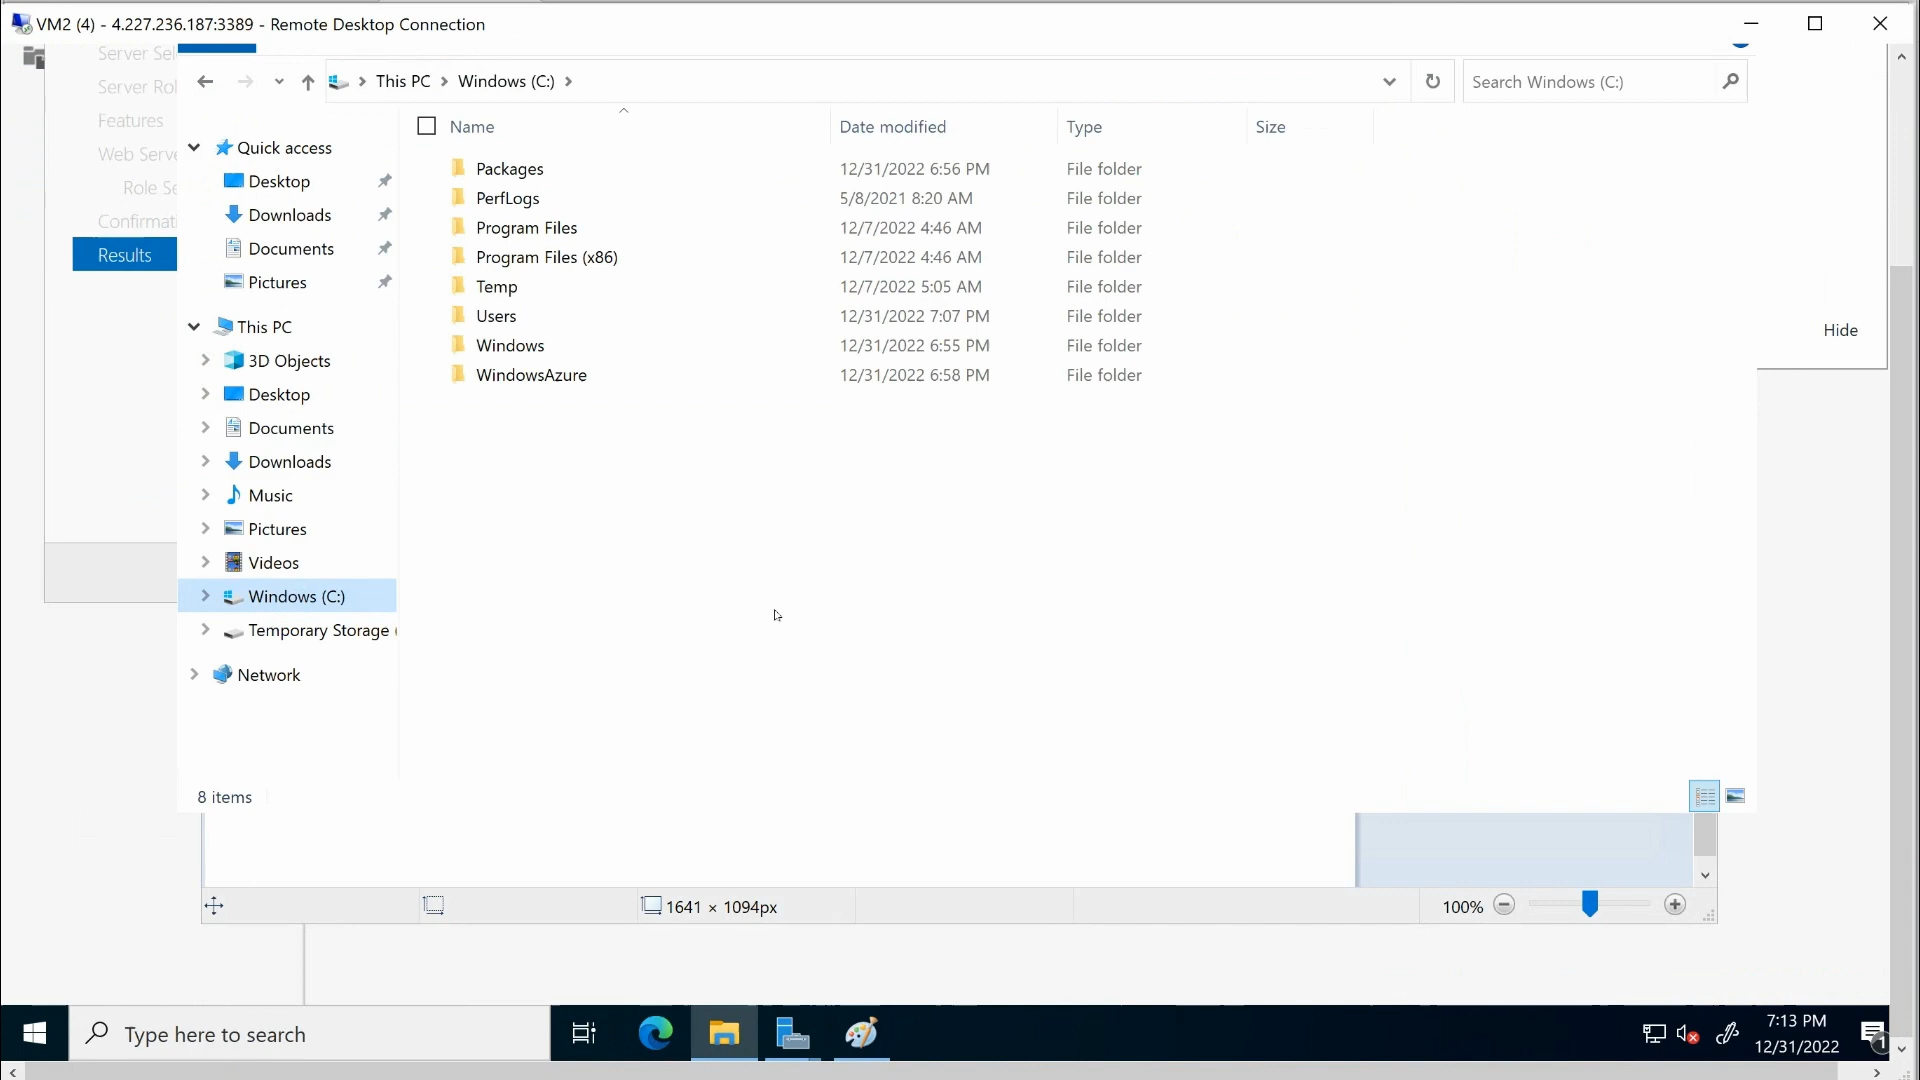 VM2 (4) - 4.227.236.187:3389 - Remote Desktop Connection
Server Sel
Server Rol
Features
Web Serve
Role Se
Confirmati
Results
This PC
Windows (C:)
Search Windows (C:)
Name
Date modified
Type
Size
Quick access
Desktop
Downloads
Documents
Pictures
This PC
3D Objects
Desktop
Documents
Downloads
Music
Pictures
Videos
Windows (C:)
Temporary Storage (
Network
Packages 12/31/2022 6:56 PM File folder
PerfLogs 5/8/2021 8:20 AM File folder
Program Files 12/7/2022 4:46 AM File folder
Program Files (x86) 12/7/2022 4:46 AM File folder
Temp 12/7/2022 5:05 AM File folder
Users 12/31/2022 7:07 PM File folder
Windows 12/31/2022 6:55 PM File folder
WindowsAzure 12/31/2022 6:58 PM File folder
Hide
8 items
1641 × 1094px
100%
Type here to search
7:13 PM
12/31/2022
1